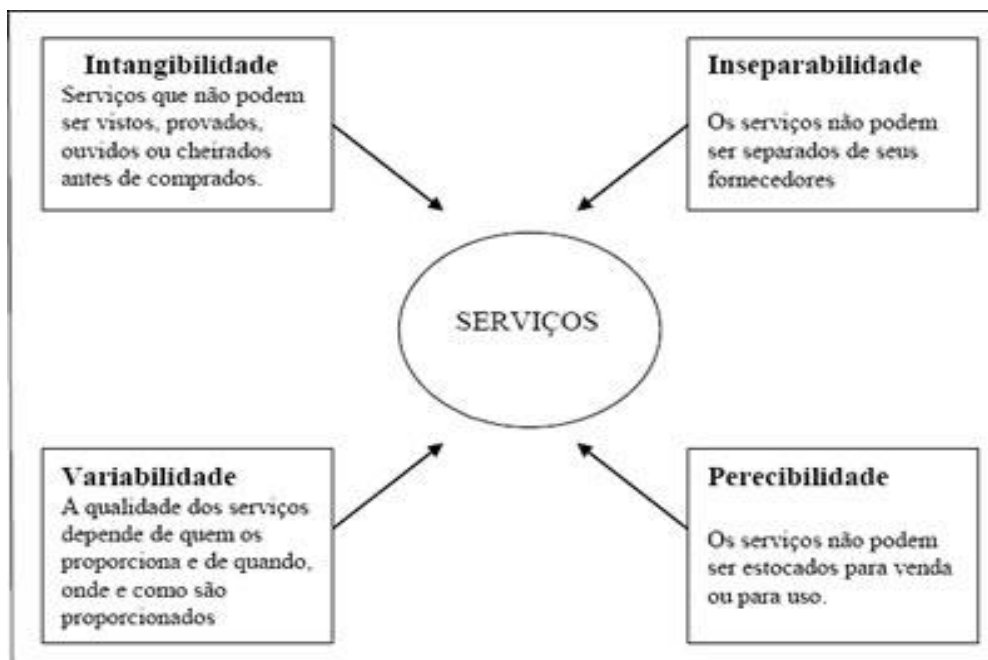 Intangibilidade
Serviços que não podem
ser vistos, provados,
ouvidos ou cheirados
antes de comprados.
Inseparabilidade
Os serviços não podem
ser separados de seus
fornecedores
SERVIÇOS
Variabilidade
A qualidade dos serviços
depende de quem os
proporciona e de quando,
onde e como são
proporcionados
Perecibilidade
Os serviços não podem
ser estocados para venda
ou para uso.